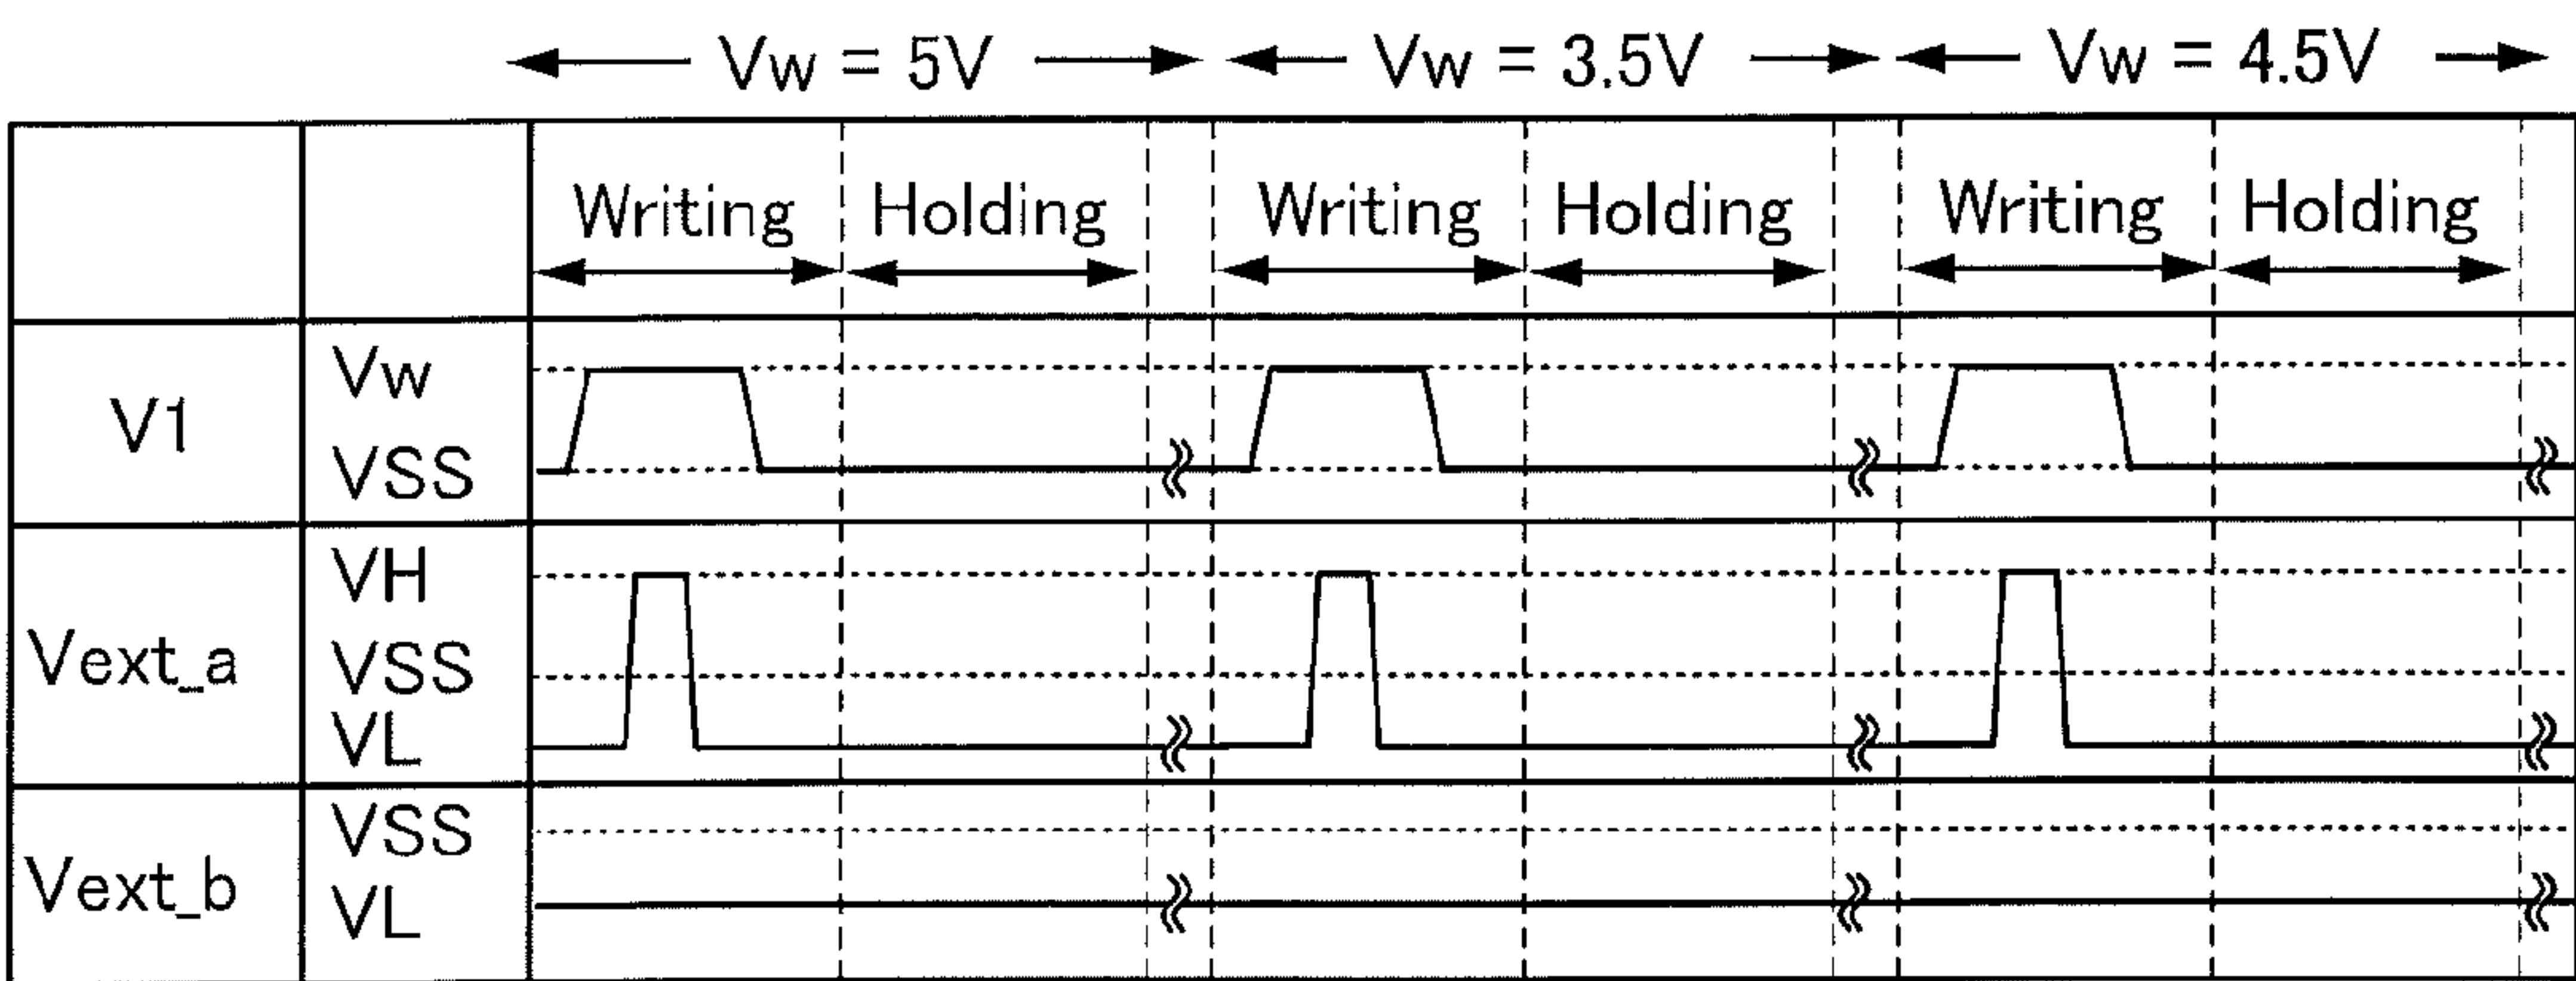 Vw = 5V Vw = 3.5V Vw = 4.5V
Writing Holding Writing Holding Writing Holding
V1
Vw
VSS
Vext_a
VH
VSS
VL
Vext_b
VSS
VL